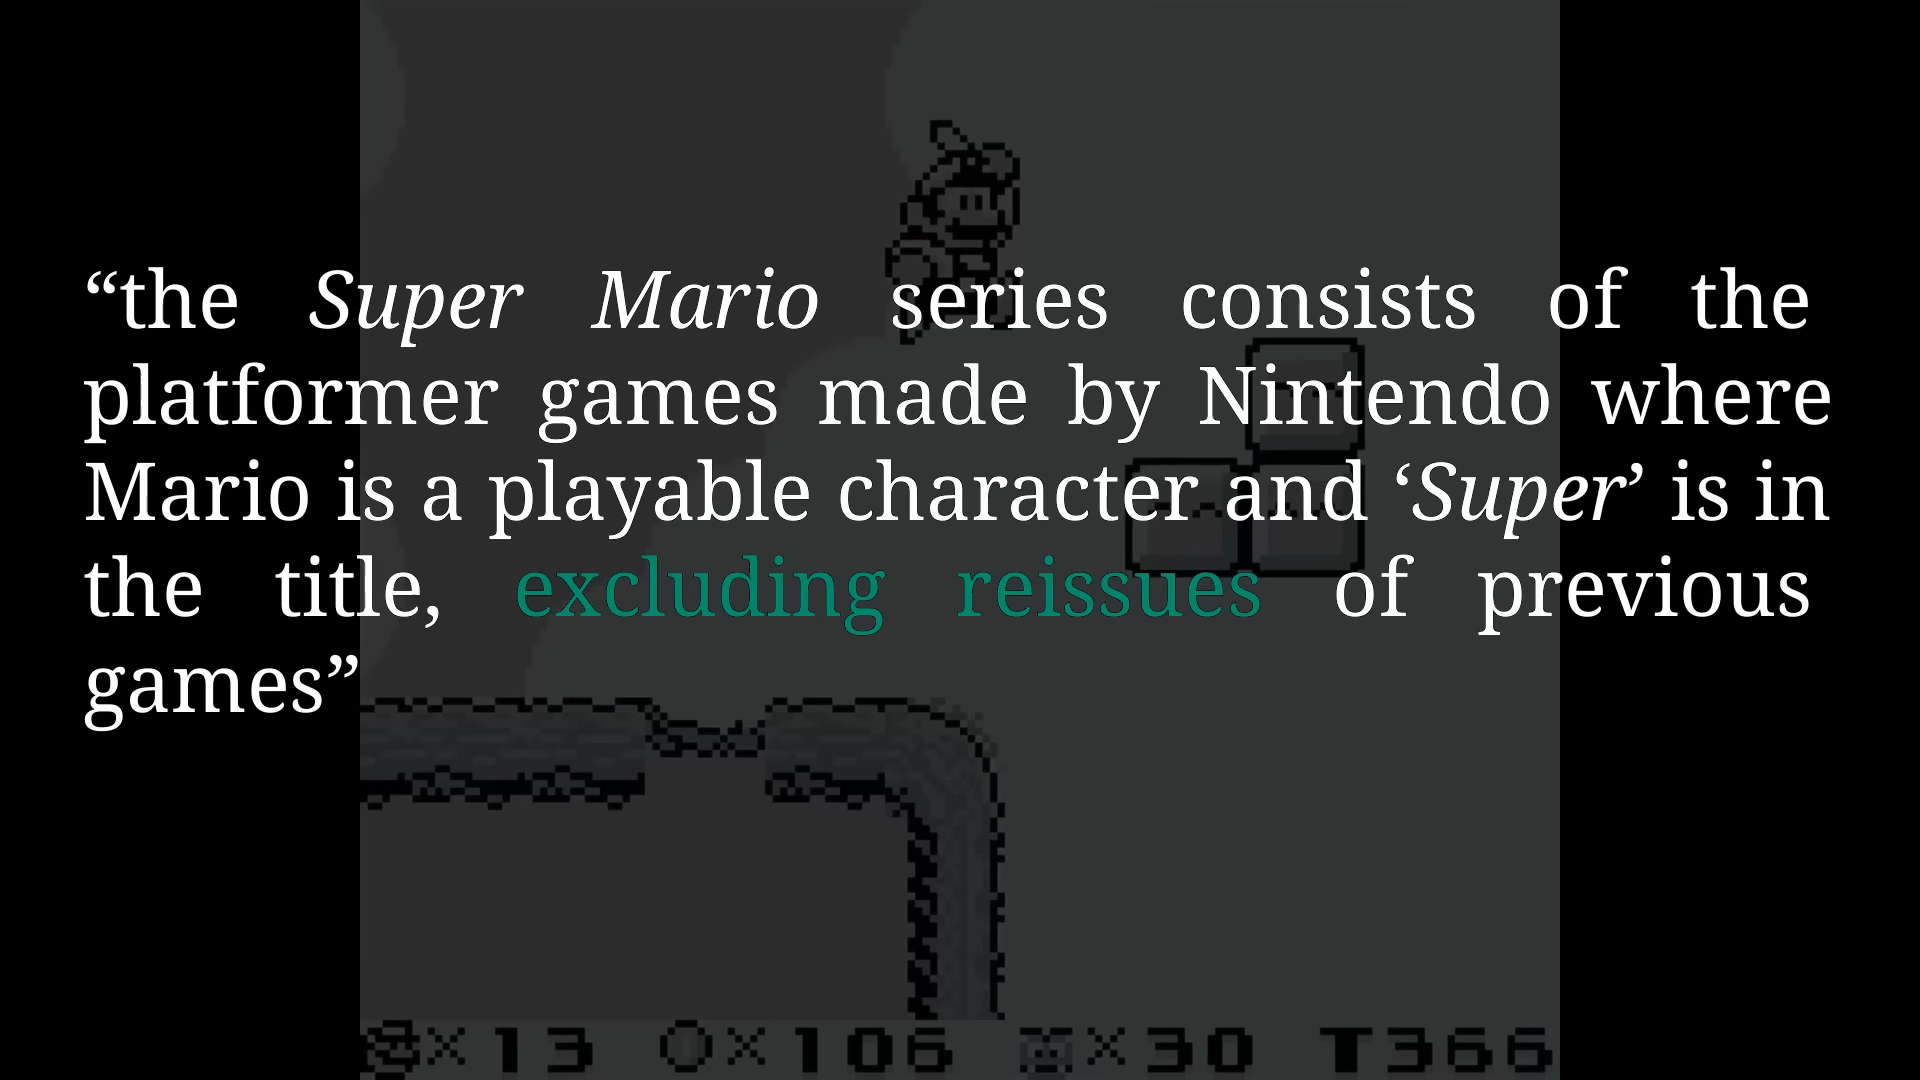 “the Super Mario series consists of the
platformer games made by Nintendo where
Mario is a playable character and ‘Super’ is in
the title, excluding reissues of previous
games”
×13 ×106 ×30 T366